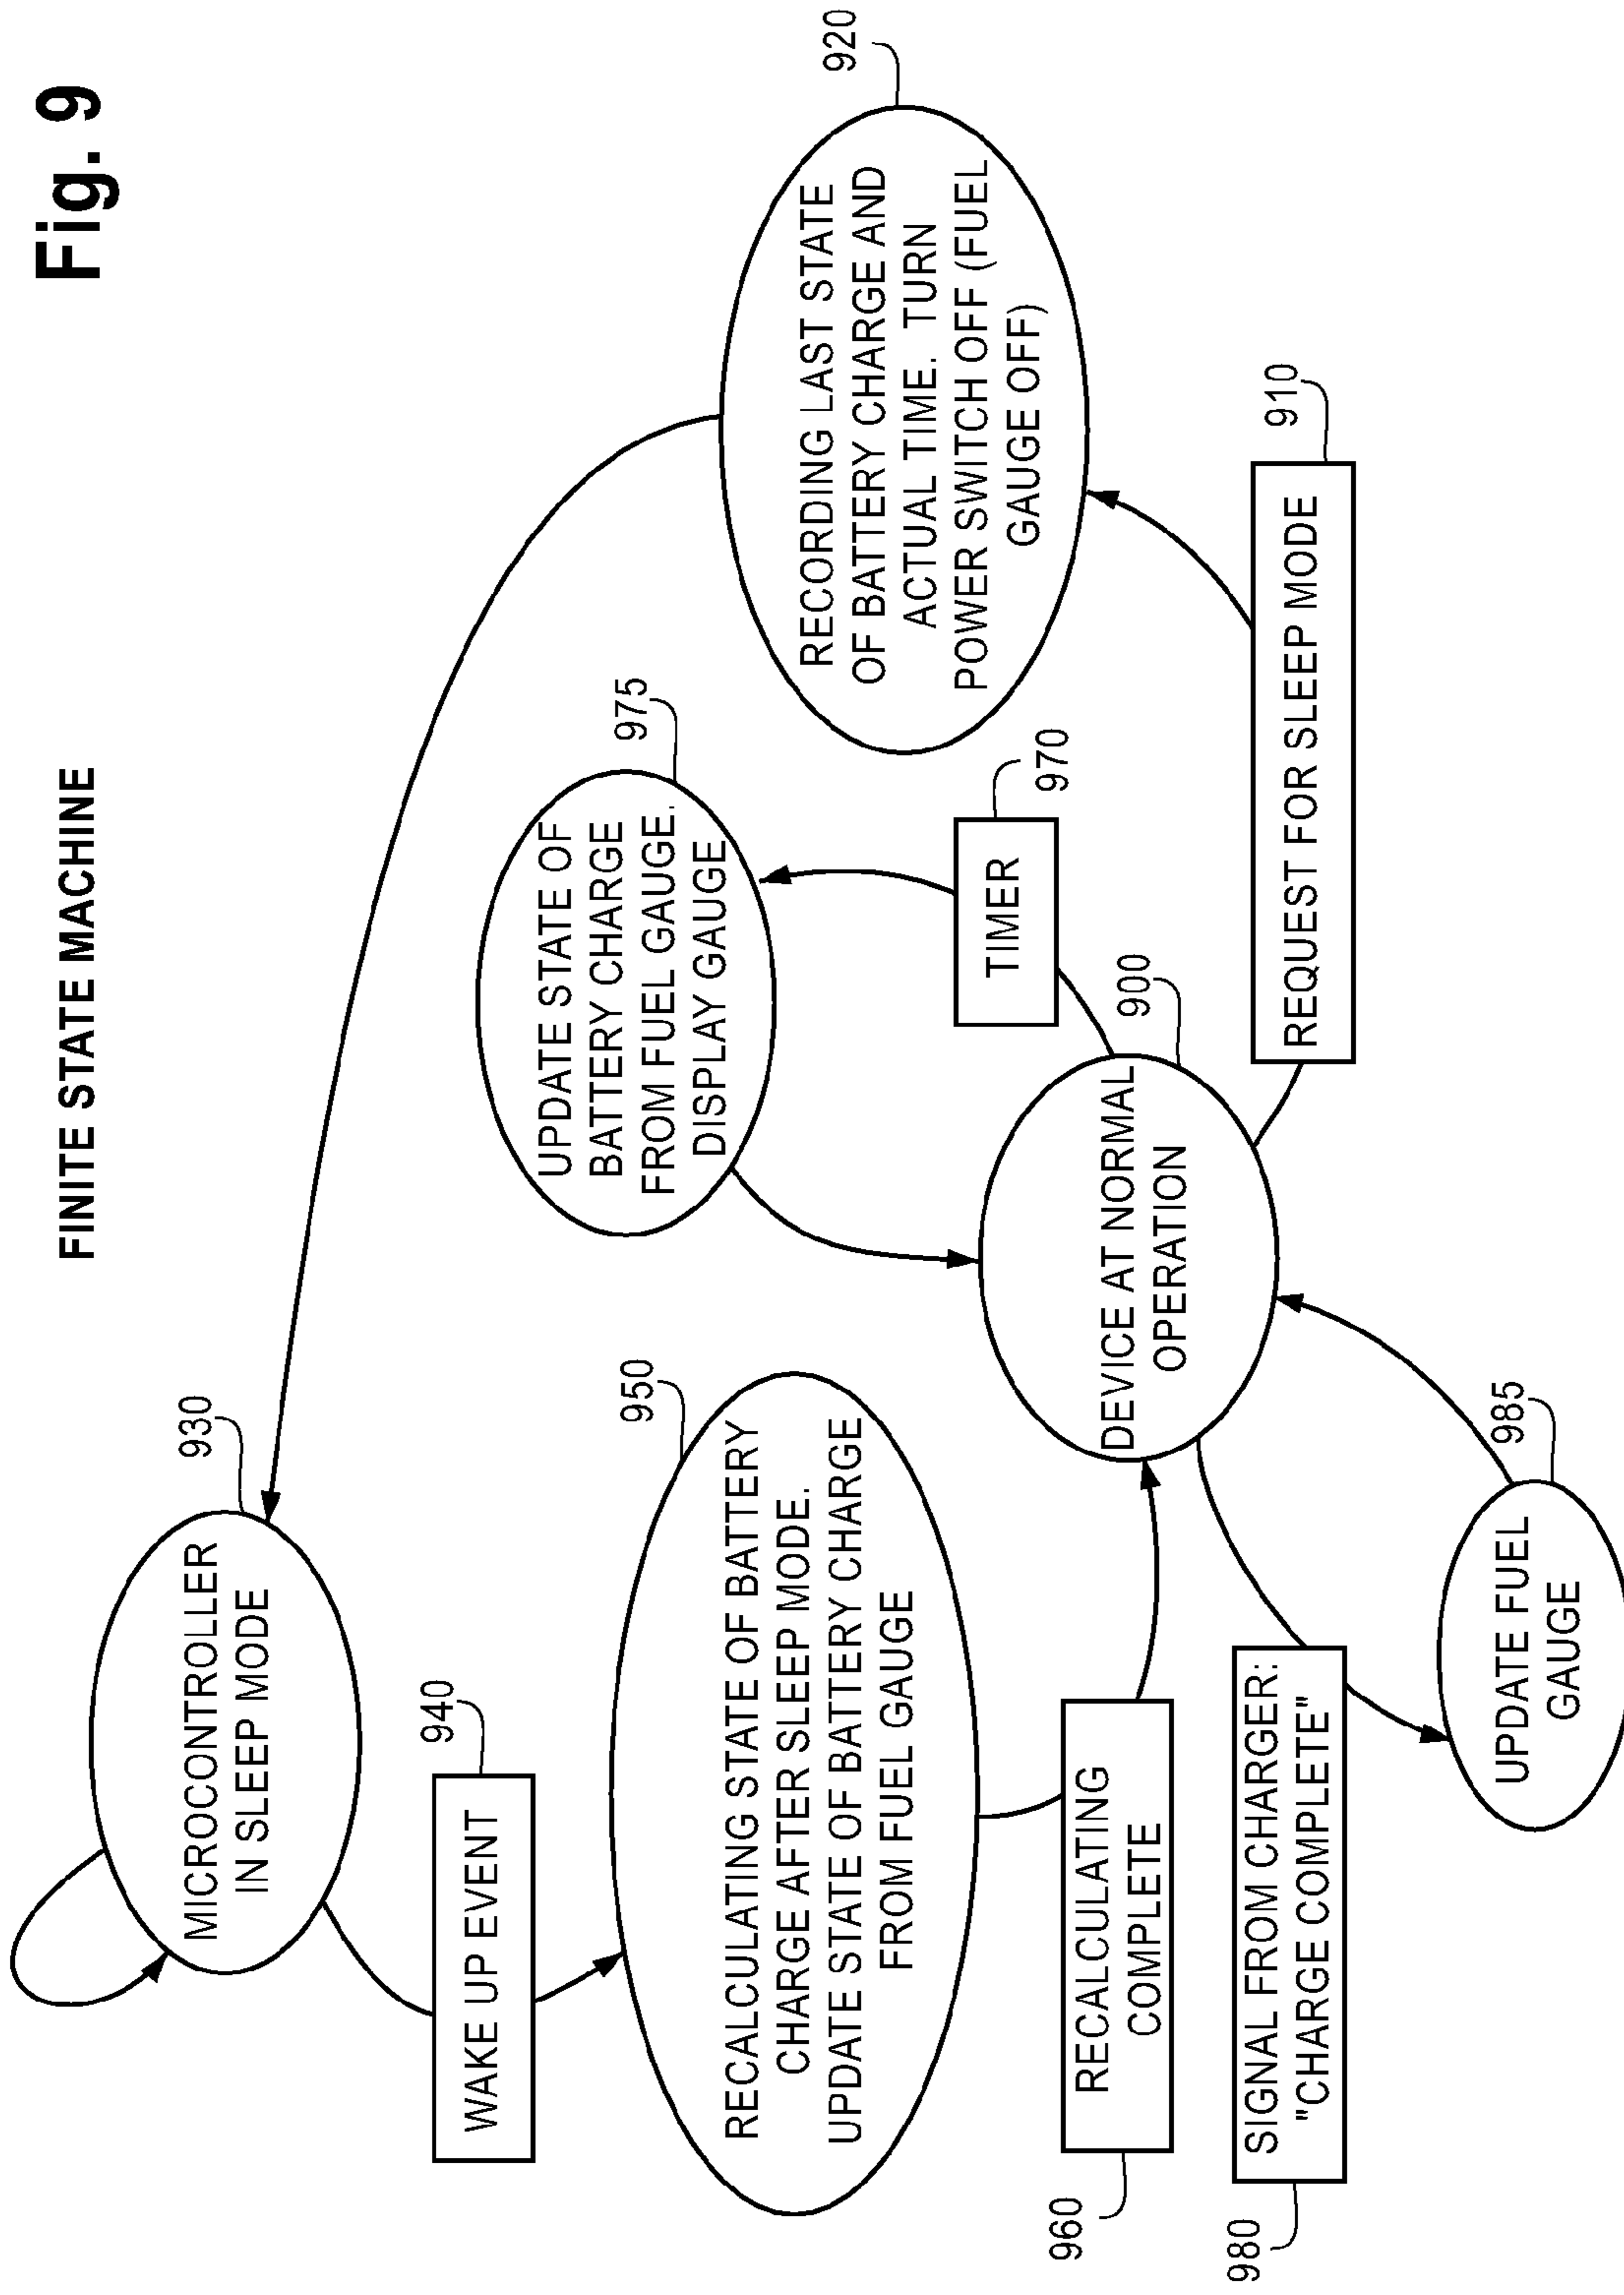 Fig. 9
FINITE STATE MACHINE
930
MICROCONTROLLER
IN SLEEP MODE
940
WAKE UP EVENT
950
RECALCULATING STATE OF BATTERY
CHARGE AFTER SLEEP MODE.
UPDATE STATE OF BATTERY CHARGE
FROM FUEL GAUGE
960
RECALCULATING
COMPLETE
980
SIGNAL FROM CHARGER:
"CHARGE COMPLETE"
985
UPDATE FUEL
GAUGE
975
UPDATE STATE OF
BATTERY CHARGE
FROM FUEL GAUGE.
DISPLAY GAUGE
970
TIMER
900
DEVICE AT NORMAL
OPERATION
920
RECORDING LAST STATE
OF BATTERY CHARGE AND
ACTUAL TIME. TURN
POWER SWITCH OFF (FUEL
GAUGE OFF)
910
REQUEST FOR SLEEP MODE